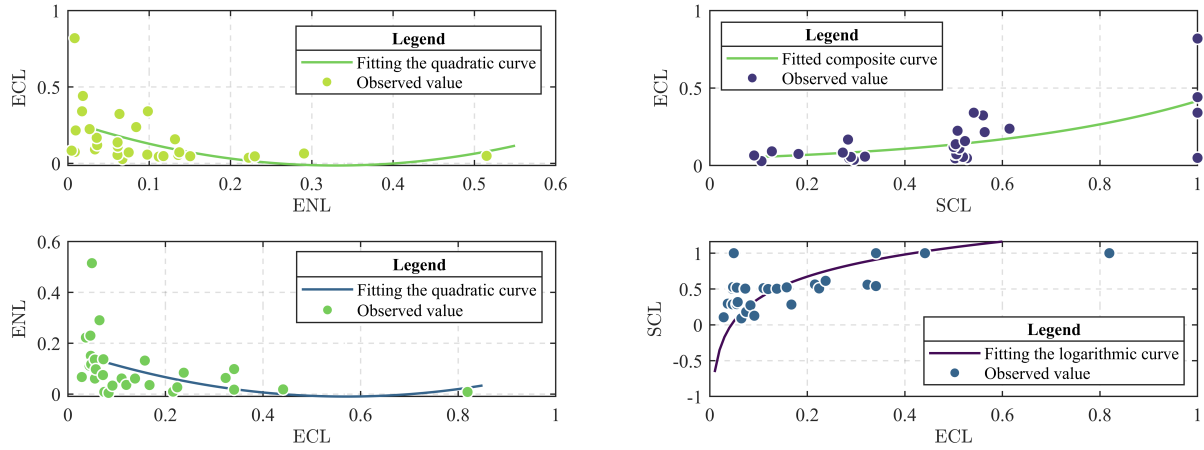 1
0.5
0
ECL
Legend
Fitting the quadratic curve
Observed value
0 0.1 0.2 0.3 0.4 0.5 0.6
ENL
1
0.5
0
ECL
Legend
Fitted composite curve
Observed value
0 0.2 0.4 0.6 0.8 1
SCL
0.6
0.4
0.2
0
ENL
Legend
Fitting the quadratic curve
Observed value
0 0.2 0.4 0.6 0.8 1
ECL
1
0.5
0
-0.5
-1
SCL
Legend
Fitting the logarithmic curve
Observed value
0 0.2 0.4 0.6 0.8 1
ECL